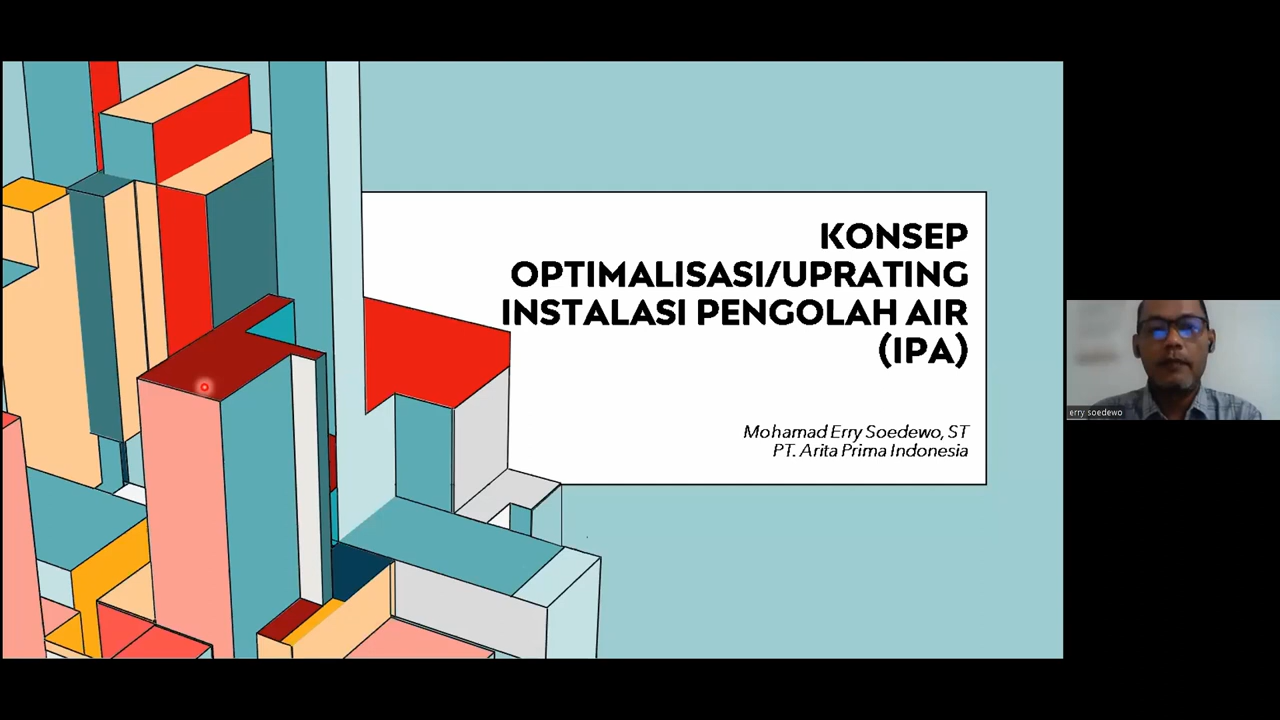 KONSEP
OPTIMALISASI/UPRATING
INSTALASI PENGOLAH AIR
(IPA)
Mohamad Erry Soedewo, ST
PT. Arita Prima Indonesia
erry soedewo